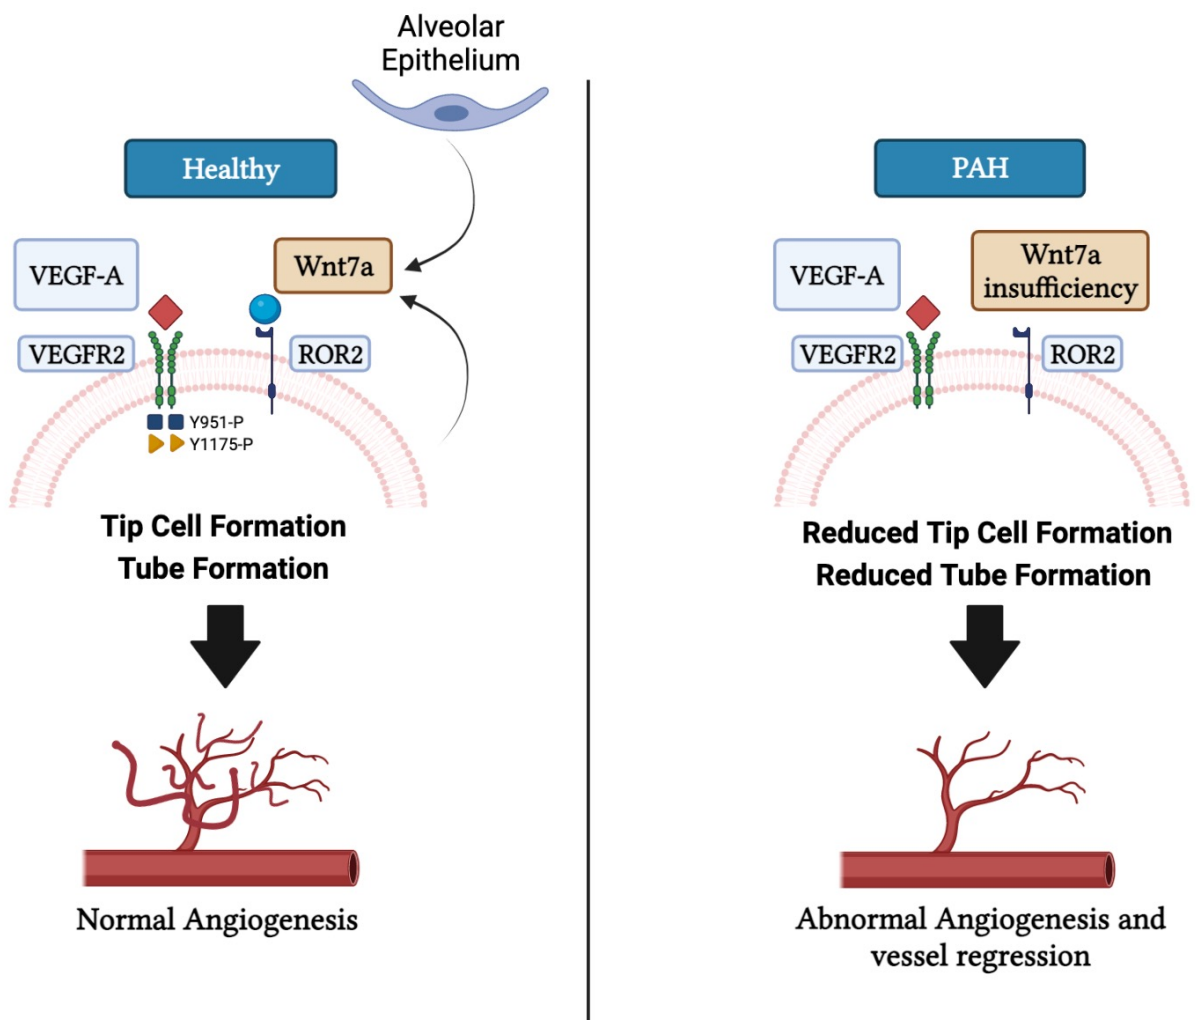 Alveolar
Epithelium
Healthy
VEGF-A
Wnt7a
VEGFR2
ROR2
Y951-P
Y1175-P
Tip Cell Formation
Tube Formation
Normal Angiogenesis
PAH
VEGF-A
Wnt7a
insufficiency
VEGFR2
ROR2
Reduced Tip Cell Formation
Reduced Tube Formation
Abnormal Angiogenesis and
vessel regression